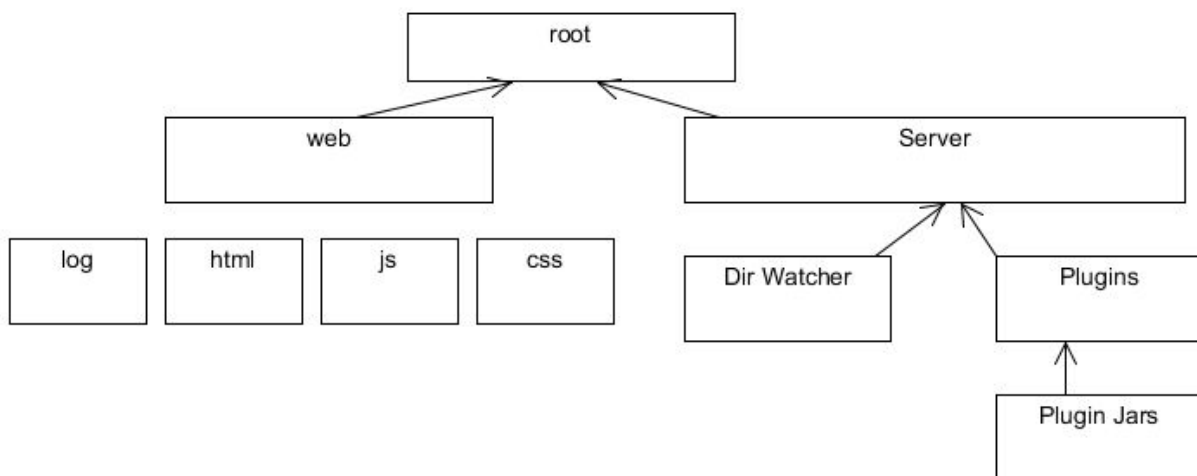 root
web
Server
log
html
js
css
Dir Watcher
Plugins
Plugin Jars